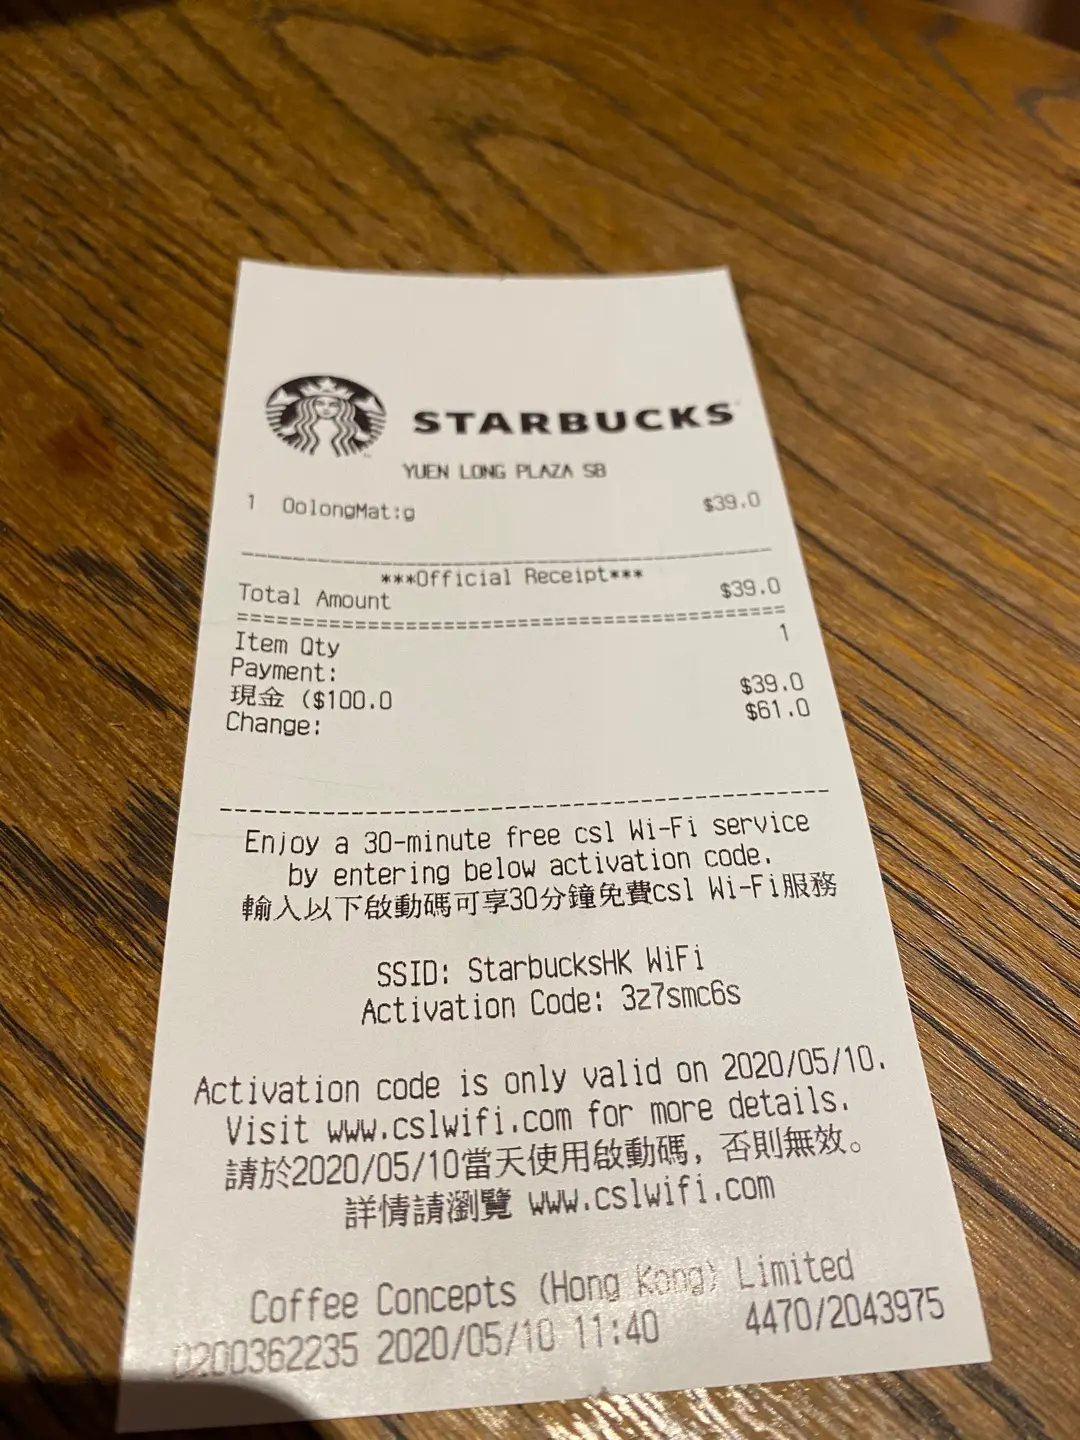 STARBUCKS
YUEN LONG PLAZA SB
1 OolongMat:g $39.0
***Official Receipt***
Total Amount $39.0
Item Qty 1
Payment:
現金 ($100.0 $39.0
Change: $61.0
Enjoy a 30-minute free csl Wi-Fi service
by entering below activation code.
輸入以下啟動碼可享30分鐘免費csl Wi-Fi服務
SSID: StarbucksHK WiFi
Activation Code: 3z7smc6s
Activation code is only valid on 2020/05/10.
Visit www.cslwifi.com for more details.
請於2020/05/10當天使用啟動碼, 否則無效。
詳情請瀏覽 www.cslwifi.com
Coffee Concepts (Hong Kong) Limited
0200362235 2020/05/10 11:40 4470/2043975